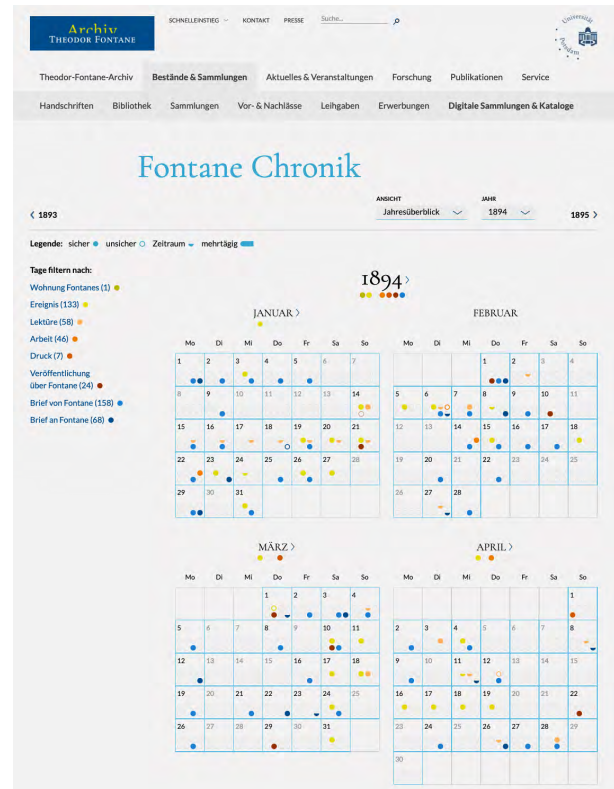 Archiv
THEODOR FONTANE
SCHNELLEINSTIEG KONTAKT PRESSE Suche...
Universität
Potsdam
Theodor-Fontane-Archiv Bestände & Sammlungen Aktuelles & Veranstaltungen Forschung Publikationen Service
Handschriften Bibliothek Sammlungen Vor- & Nachlässe Leihgaben Erwerbungen Digitale Sammlungen & Kataloge
Fontane Chronik
ANSICHT JAHR
< 1893 Jahresüberblick 1894 1895 >
Legende: sicher unsicher Zeitraum mehrtägig
Tage filtern nach:
Wohnung Fontanes (1)
Ereignis (133)
Lektüre (58)
Arbeit (46)
Druck (7)
Veröffentlichung
über Fontane (24)
Brief von Fontane (158)
Brief an Fontane (68)
1894 >
JANUAR >
Mo Di Mi Do Fr Sa So
1 2 3 4 5 6 7
8 9 10 11 12 13 14
15 16 17 18 19 20 21
22 23 24 25 26 27 28
29 30 31
FEBRUAR
Mo Di Mi Do Fr Sa So
1 2 3 4
5 6 7 8 9 10 11
12 13 14 15 16 17 18
19 20 21 22 23 24 25
26 27 28
MÄRZ >
Mo Di Mi Do Fr Sa So
1 2 3 4
5 6 7 8 9 10 11
12 13 14 15 16 17 18
19 20 21 22 23 24 25
26 27 28 29 30 31
APRIL >
Mo Di Mi Do Fr Sa So
1
2 3 4 5 6 7 8
9 10 11 12 13 14 15
16 17 18 19 20 21 22
23 24 25 26 27 28 29
30